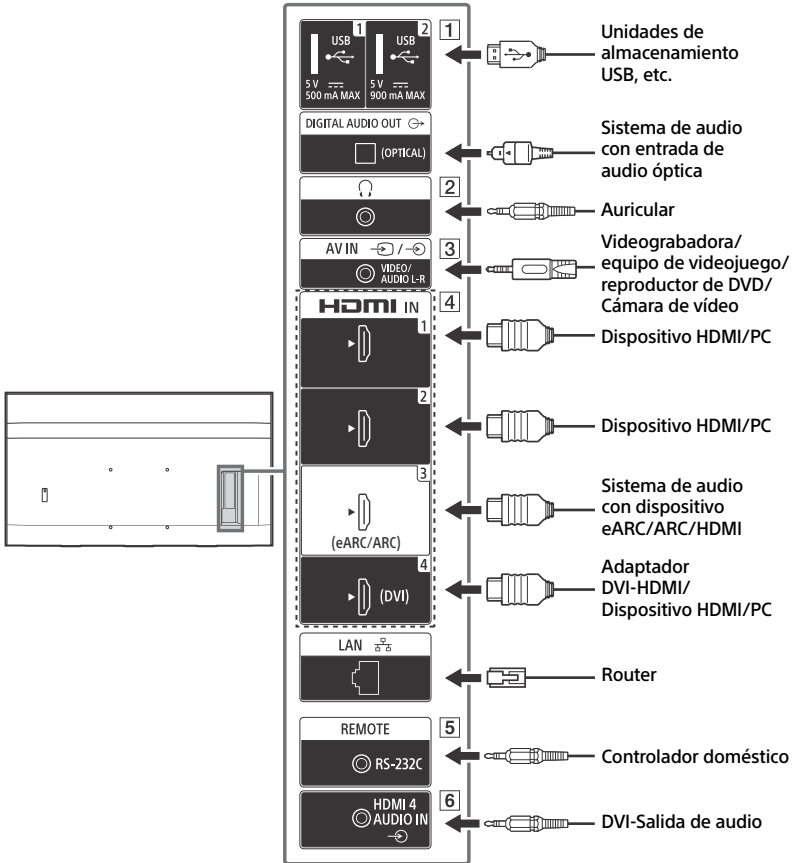 1 2 1
USB USB
5 V 5 V
500 mA MAX 900 mA MAX
Unidades de
almacenamiento
USB, etc.
DIGITAL AUDIO OUT
(OPTICAL)
Sistema de audio
con entrada de
audio óptica
2
Auricular
AV IN / 3
VIDEO/
AUDIO L-R
Videograbadora/
equipo de videojuego/
reproductor de DVD/
Cámara de vídeo
HDMI IN 4
1
Dispositivo HDMI/PC
2
Dispositivo HDMI/PC
3
(eARC/ARC)
Sistema de audio
con dispositivo
eARC/ARC/HDMI
4
(DVI)
Adaptador
DVI-HDMI/
Dispositivo HDMI/PC
LAN
Router
REMOTE 5
RS-232C
Controlador doméstico
6
HDMI 4
AUDIO IN
DVI-Salida de audio